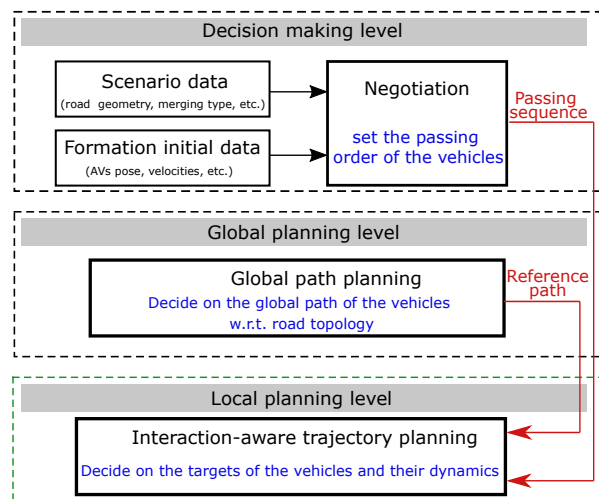 Decision making level
Scenario data
(road geometry, merging type, etc.)
Formation initial data
(AVs pose, velocities, etc.)
Negotiation
set the passing
order of the vehicles
Passing
sequence
Global planning level
Global path planning
Decide on the global path of the vehicles
w.r.t. road topology
Reference
path
Local planning level
Interaction-aware trajectory planning
Decide on the targets of the vehicles and their dynamics